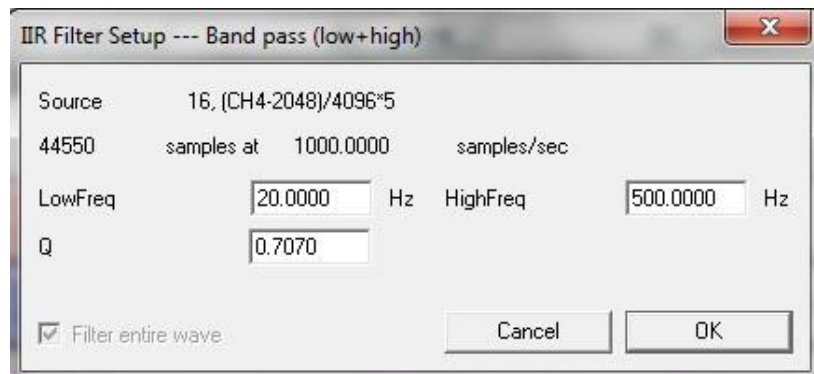 IIR Filter Setup --- Band pass (low+high)
Source 16, (CH4-2048)/4096*5
44550 samples at 1000.0000 samples/sec
LowFreq 20.0000 Hz HighFreq 500.0000 Hz
Q 0.7070
Filter entire wave Cancel OK